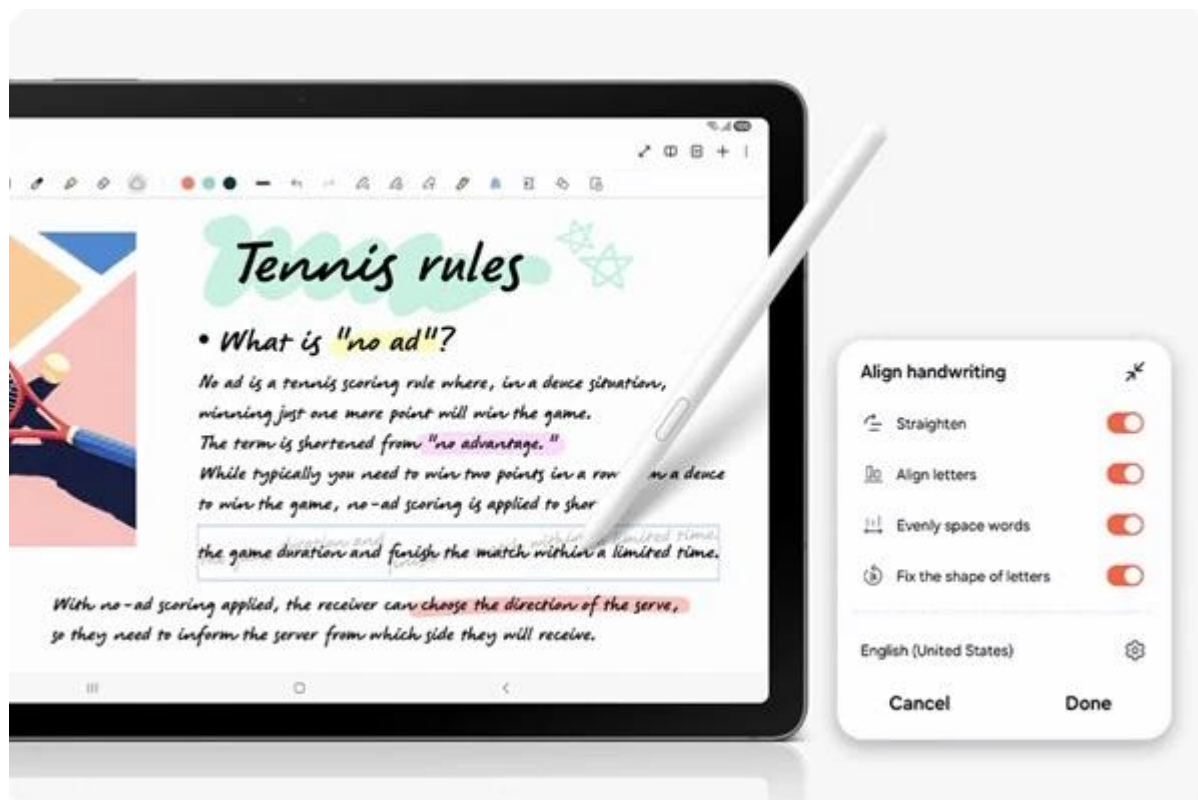 Tennis rules
• What is "no ad"?
No ad is a tennis scoring rule where, in a deuce situation,
winning just one more point will win the game.
The term is shortened from "no advantage."
While typically you need to win two points in a row in a deuce
to win the game, no-ad scoring is applied to shor
the game duration and finish the match within a limited time.
With no-ad scoring applied, the receiver can choose the direction of the serve,
so they need to inform the server from which side they will receive.
Align handwriting
Straighten
Align letters
Evenly space words
Fix the shape of letters
English (United States)
Cancel
Done